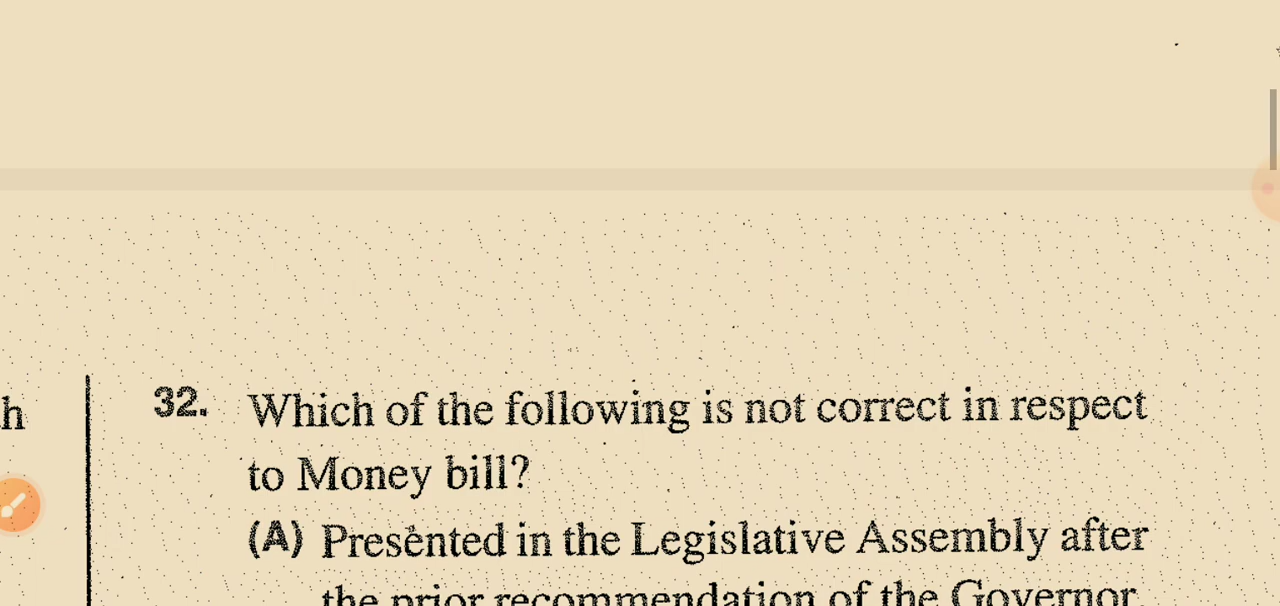 h
32. Which of the following is not correct in respect
to Money bill?
(A) Presented in the Legislative Assembly after
the prior recommendation of the Governor